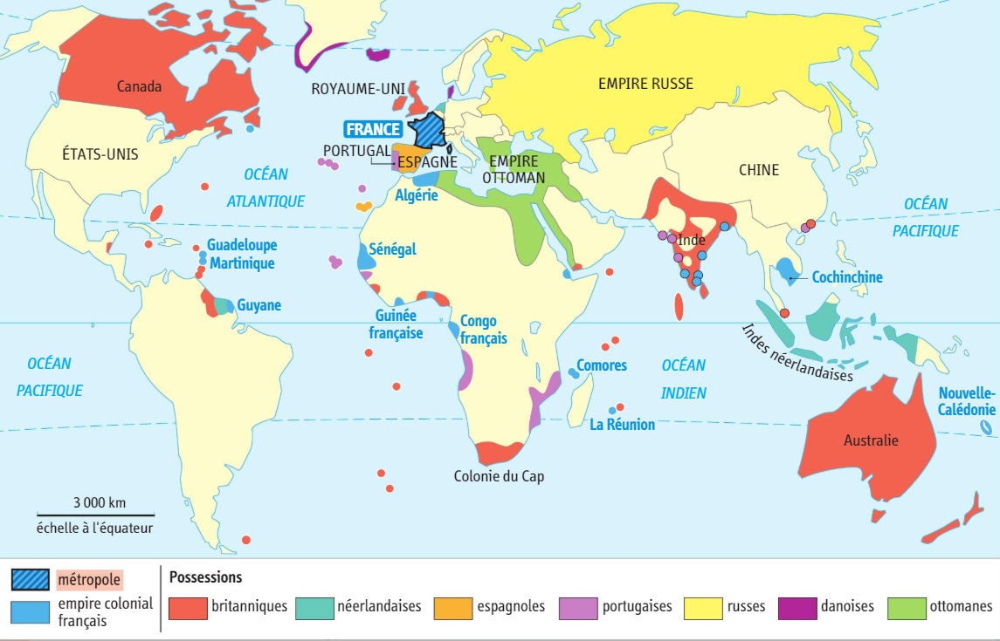 Canada
ROYAUME-UNI
EMPIRE RUSSE
FRANCE
PORTUGAL
ESPAGNE
ÉTATS-UNIS
EMPIRE
OTTOMAN
CHINE
OCÉAN
ATLANTIQUE
Algérie
OCÉAN
PACIFIQUE
Guadeloupe
Martinique
Sénégal
Inde
Cochinchine
Guyane
Guinée
française
Congo
français
Indes néerlandaises
OCÉAN
PACIFIQUE
Comores
OCÉAN
INDIEN
Nouvelle-
Calédonie
La Réunion
Australie
Colonie du Cap
3 000 km
échelle à l'équateur
métropole
empire colonial
français
Possessions
britanniques
néerlandaises
espagnoles
portugaises
russes
danoises
ottomanes